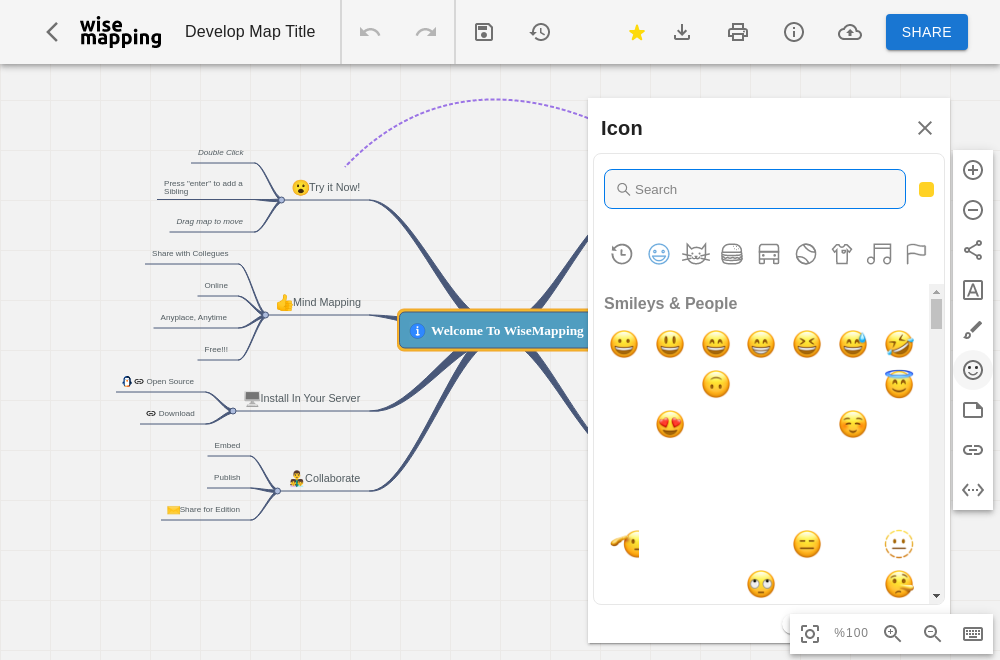 wise
mapping
Develop Map Title
SHARE
Icon
Search
Smileys & People
Double Click
Press "enter" to add a
Sibling
Drag map to move
Try it Now!
Share with Collegues
Online
Anyplace, Anytime
Free!!!
Mind Mapping
Welcome To WiseMapping
Open Source
Download
Install In Your Server
Embed
Publish
Share for Edition
Collaborate
%100